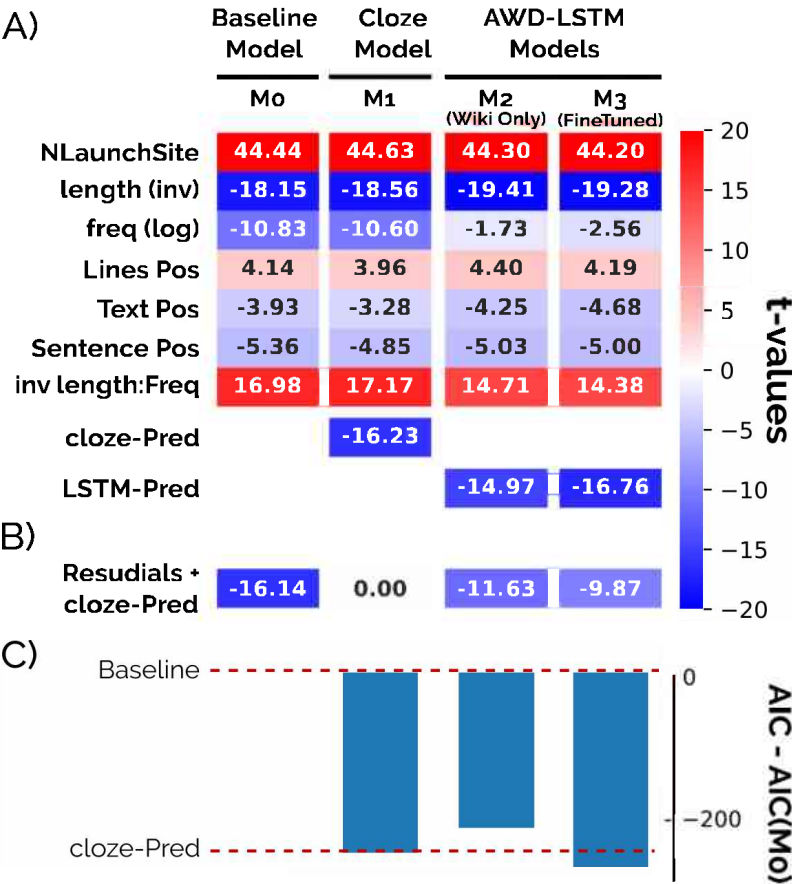 A)
Baseline Model
Cloze Model
AWD-LSTM Models
M0 M1 M2 (Wiki Only) M3 (FineTuned)
NLaunchSite 44.44 44.63 44.30 44.20
length (inv) -18.15 -18.56 -19.41 -19.28
freq (log) -10.83 -10.60 -1.73 -2.56
Lines Pos 4.14 3.96 4.40 4.19
Text Pos -3.93 -3.28 -4.25 -4.68
Sentence Pos -5.36 -4.85 -5.03 -5.00
inv length:Freq 16.98 17.17 14.71 14.38
cloze-Pred -16.23
LSTM-Pred -14.97 -16.76
20
15
10
5
0
−5
−10
−15
−20
t-values
B)
Resudials +
cloze-Pred -16.14 0.00 -11.63 -9.87
C)
Baseline
cloze-Pred
0
−200
AIC - AIC(M0)